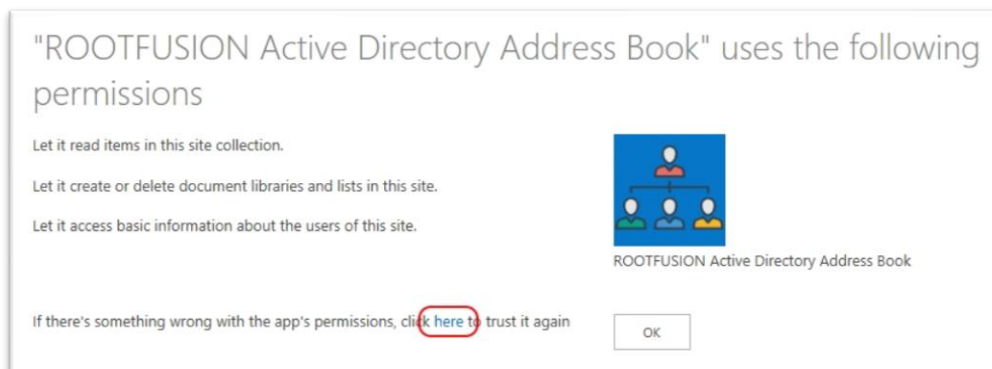 "ROOTFUSION Active Directory Address Book" uses the following
permissions
Let it read items in this site collection.
Let it create or delete document libraries and lists in this site.
Let it access basic information about the users of this site.
ROOTFUSION Active Directory Address Book
If there's something wrong with the app's permissions, click here to trust it again
OK